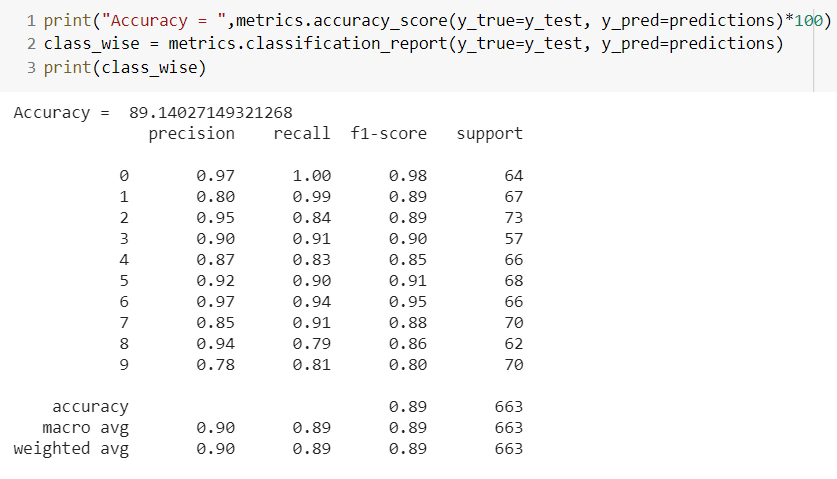 1 print("Accuracy = ",metrics.accuracy_score(y_true=y_test, y_pred=predictions)*100)
2 class_wise = metrics.classification_report(y_true=y_test, y_pred=predictions)
3 print(class_wise)
Accuracy =  89.14027149321268
precision recall f1-score support
0 0.97 1.00 0.98 64
1 0.80 0.99 0.89 67
2 0.95 0.84 0.89 73
3 0.90 0.91 0.90 57
4 0.87 0.83 0.85 66
5 0.92 0.90 0.91 68
6 0.97 0.94 0.95 66
7 0.85 0.91 0.88 70
8 0.94 0.79 0.86 62
9 0.78 0.81 0.80 70
accuracy 0.89 663
macro avg 0.90 0.89 0.89 663
weighted avg 0.90 0.89 0.89 663